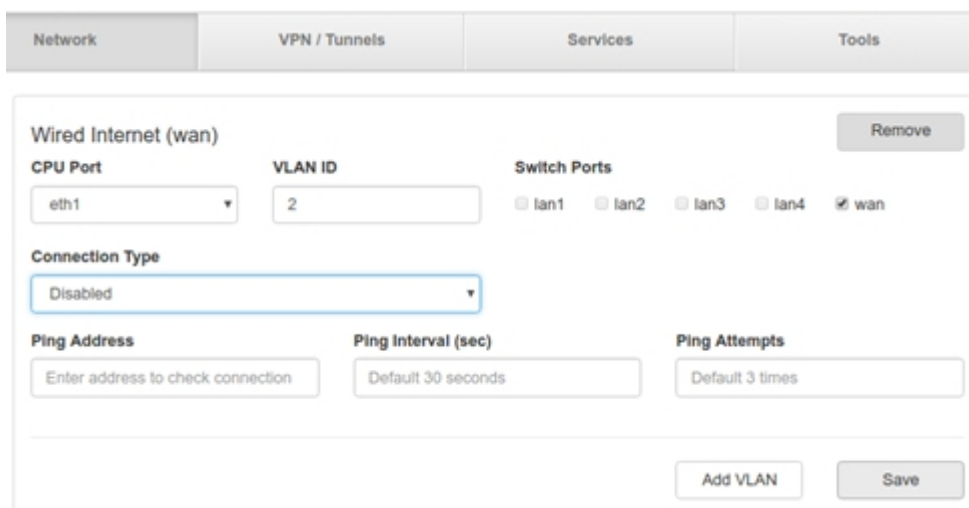 Network VPN / Tunnels Services Tools
Wired Internet (wan) Remove
CPU Port VLAN ID Switch Ports
eth1 2 lan1 lan2 lan3 lan4 wan
Connection Type
Disabled
Ping Address Ping Interval (sec) Ping Attempts
Enter address to check connection Default 30 seconds Default 3 times
Add VLAN Save